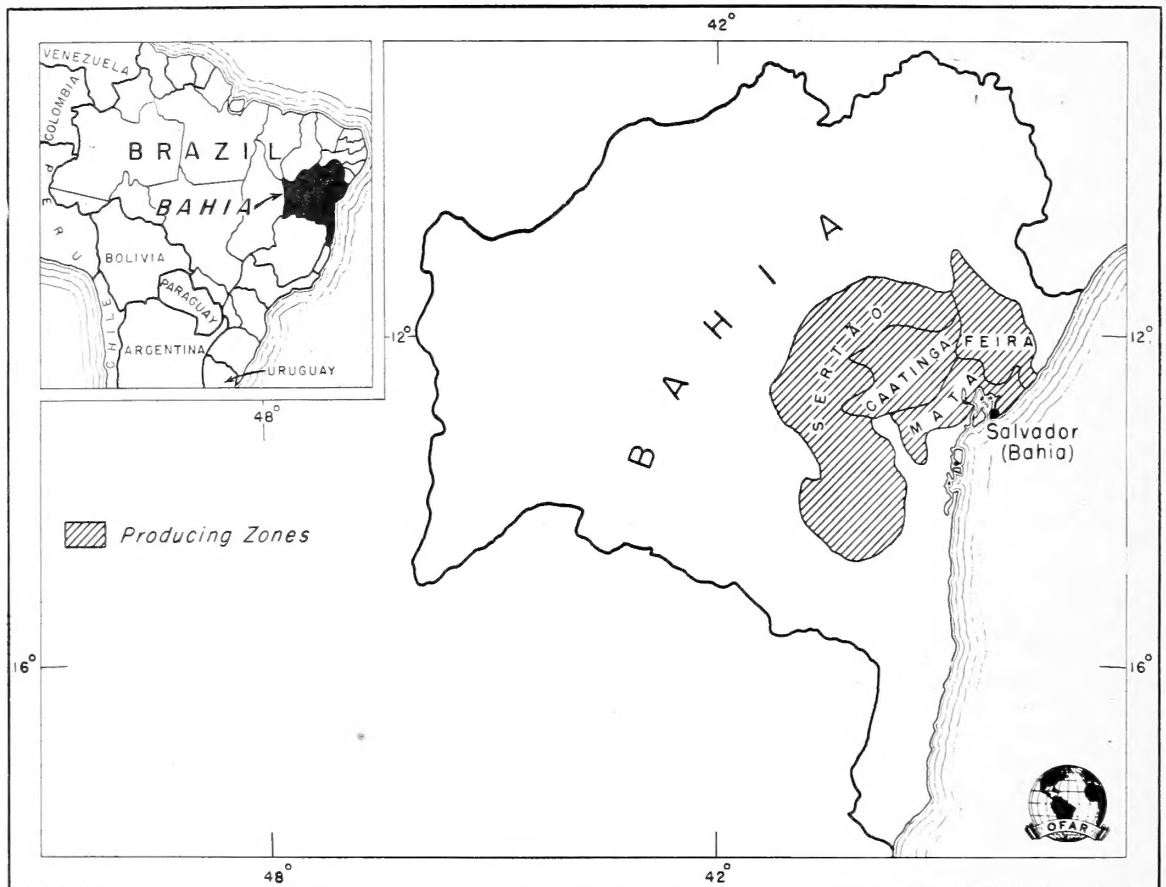 42°
VENEZUELA
COLOMBIA
BRAZIL
PERU
BAHIA
BOLIVIA
PARAGUAY
CHILE
ARGENTINA
URUGUAY
48°
BAHIA
12°
12°
SERTÃO
CAATINGA
FEIRA
MATA
Salvador
(Bahia)
Producing Zones
16°
16°
OFAR
48°
42°